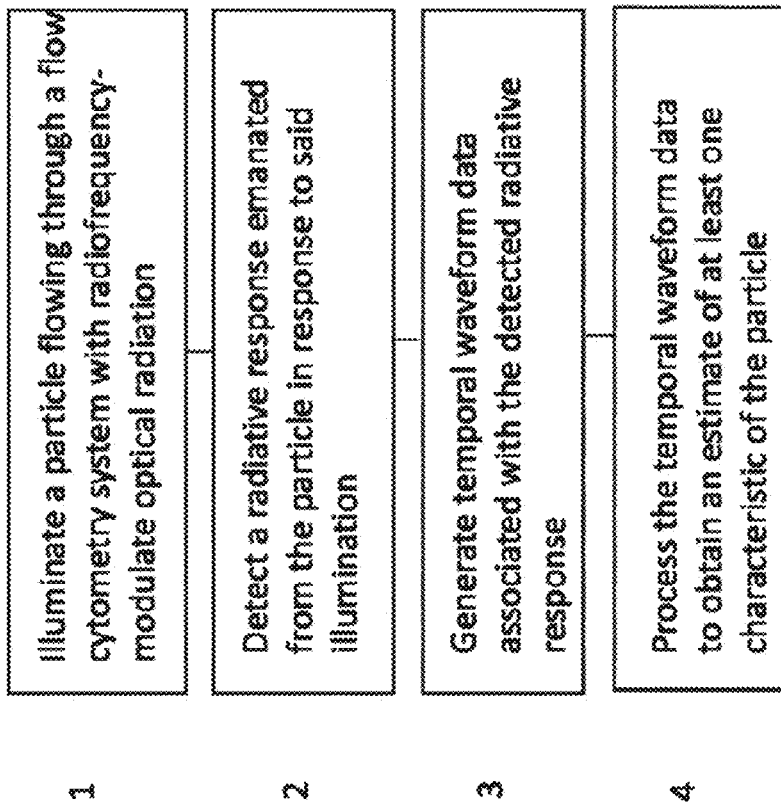 1
Illuminate a particle flowing through a flow
cytometry system with radiofrequency-
modulate optical radiation
2
Detect a radiative response emanated
from the particle in response to said
illumination
3
Generate temporal waveform data
associated with the detected radiative
response
4
Process the temporal waveform data
to obtain an estimate of at least one
characteristic of the particle